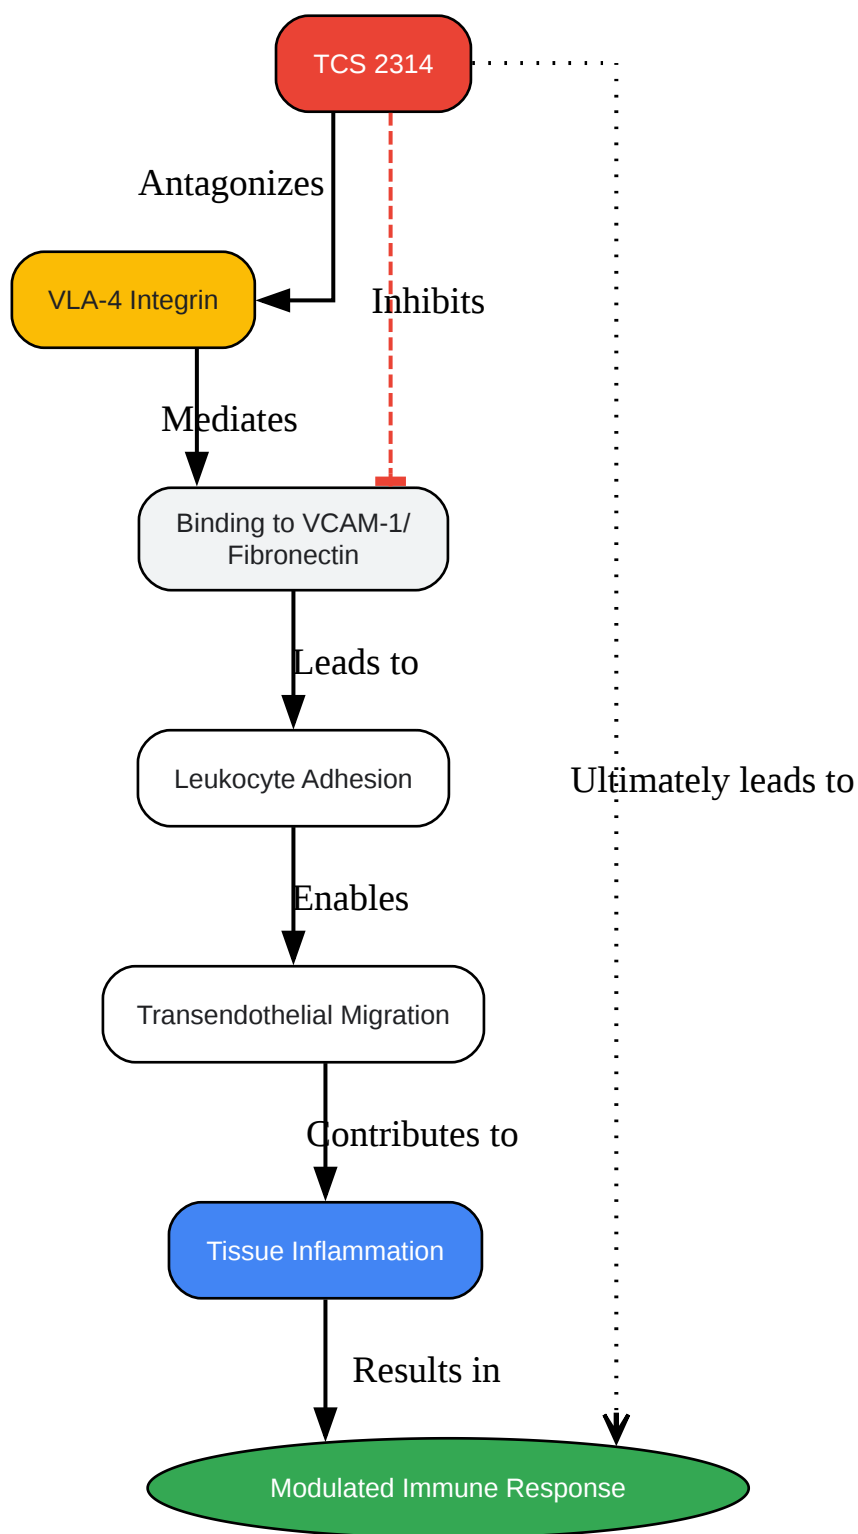 TCS 2314
Antagonizes
VLA-4 Integrin
Inhibits
Mediates
Binding to VCAM-1/
Fibronectin
Leads to
Leukocyte Adhesion
Ultimately leads to
Enables
Transendothelial Migration
Contributes to
Tissue Inflammation
Results in
Modulated Immune Response